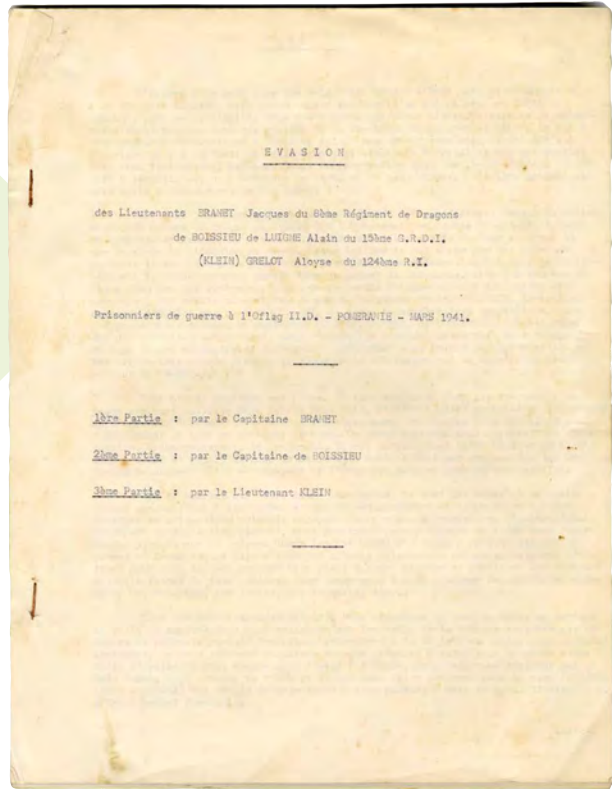 EVASION
des Lieutenants BRANET Jacques du 8ème Régiment de Dragons
de BOISSIEU de LUIGNE Alain du 15ème G.R.D.I.
(KLEIN) GRELOT Aloyse du 124ème R.I.
Prisonniers de guerre à l'Oflag II.D. - POMERANIE - MARS 1941.
1ère Partie : par le Capitaine BRANET
2ème Partie : par le Capitaine de BOISSIEU
3ème Partie : par le Lieutenant KLEIN